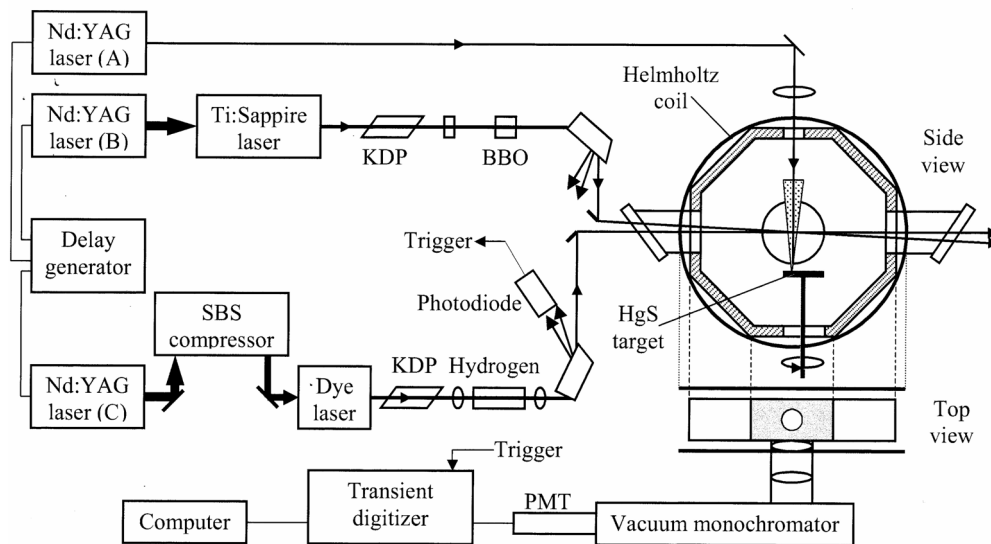 Nd:YAG
laser (A)
Helmholtz
coil
Nd:YAG
laser (B)
Ti:Sappire
laser
KDP
BBO
Side
view
Delay
generator
Trigger
Photodiode
SBS
compressor
HgS
target
Nd:YAG
laser (C)
Dye
laser
KDP
Hydrogen
Top
view
Trigger
Computer
Transient
digitizer
PMT
Vacuum monochromator